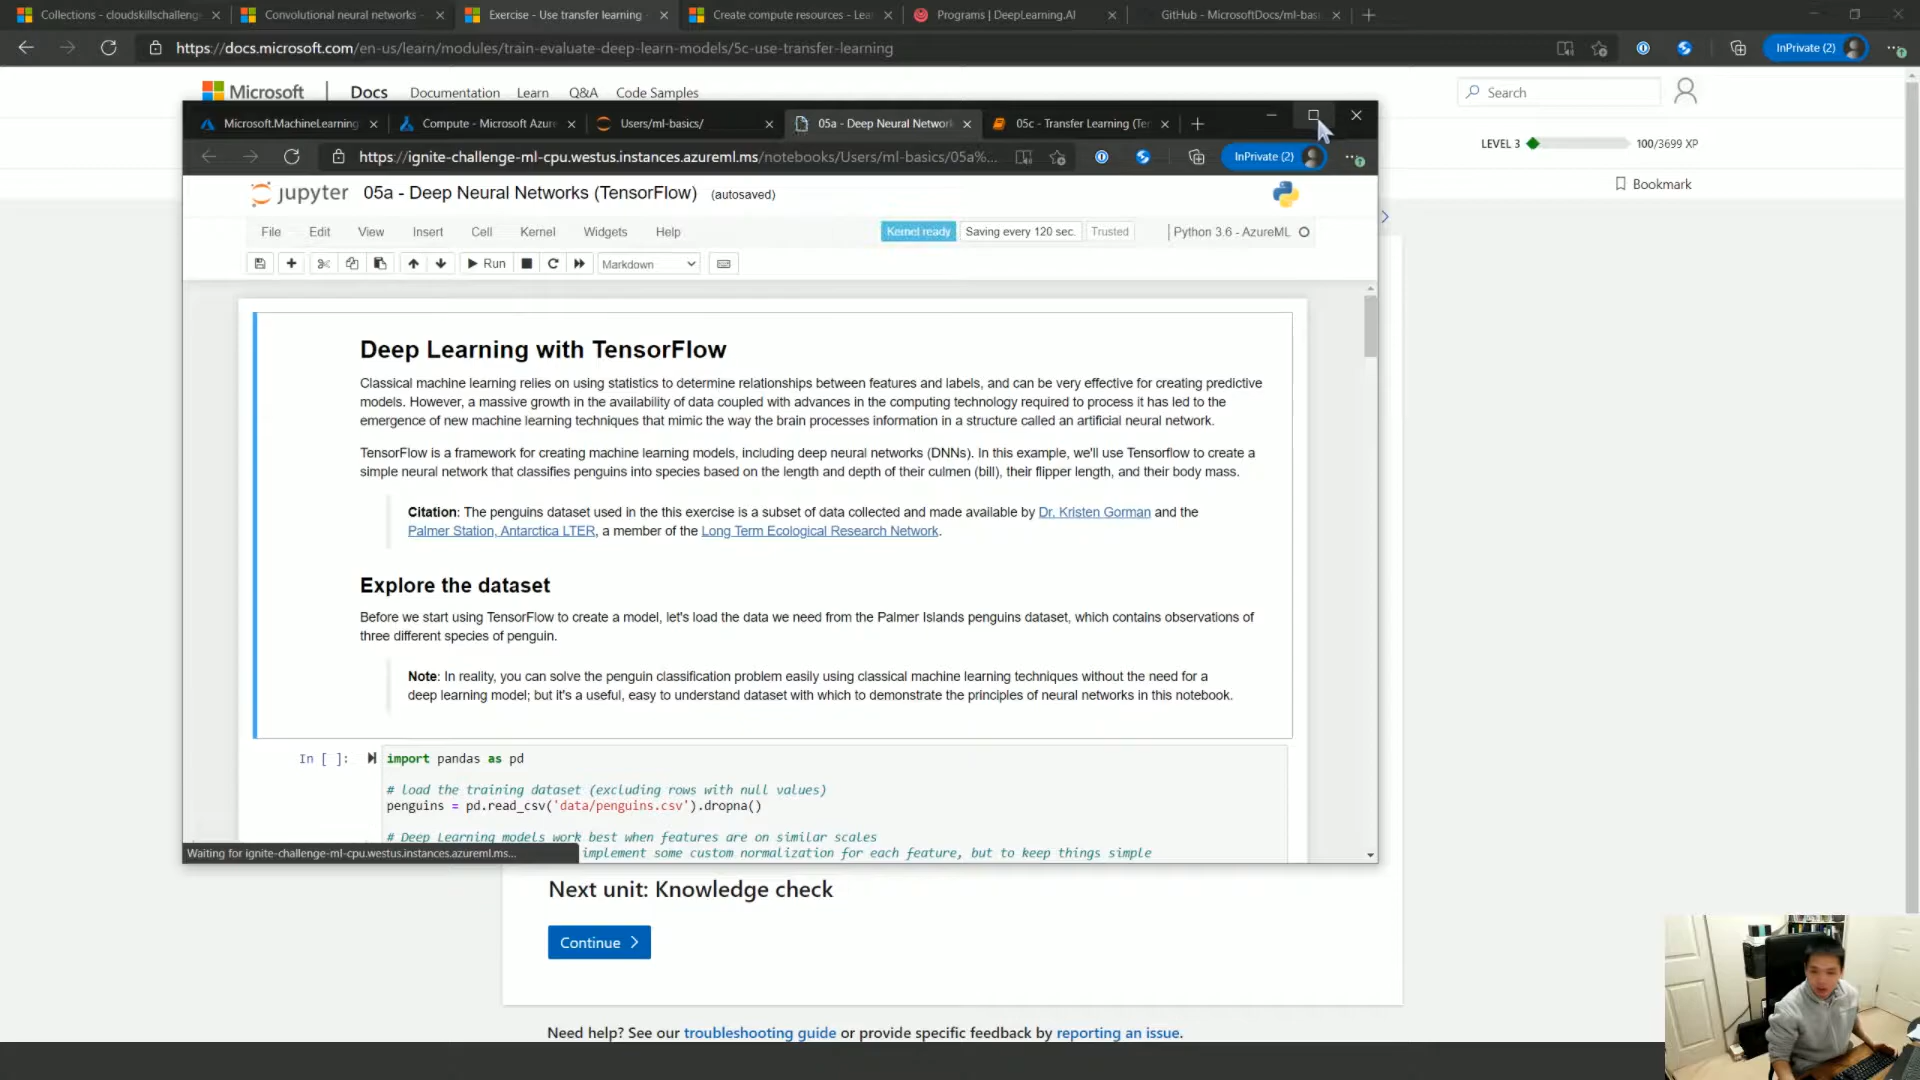 Collections - cloudskillschalleng
Convolutional neural networks -
Exercise - Use transfer learning -
Create compute resources - Lea
Programs | DeepLearning.AI
GitHub - MicrosoftDocs/ml-basi
https://docs.microsoft.com/en-us/learn/modules/train-evaluate-deep-learn-models/5c-use-transfer-learning
InPrivate (2)
Microsoft
Docs
Documentation
Learn
Q&A
Code Samples
Search
LEVEL 3
100/3699 XP
Bookmark
Microsoft.MachineLearning
Compute - Microsoft Azure
Users/ml-basics/
05a - Deep Neural Network
05c - Transfer Learning (Ten
https://ignite-challenge-ml-cpu.westus.instances.azureml.ms/notebooks/Users/ml-basics/05a%...
InPrivate (2)
jupyter 05a - Deep Neural Networks (TensorFlow) (autosaved)
File Edit View Insert Cell Kernel Widgets Help
Kernel ready
Saving every 120 sec.
Trusted
Python 3.6 - AzureML
Run
Markdown
Deep Learning with TensorFlow
Classical machine learning relies on using statistics to determine relationships between features and labels, and can be very effective for creating predictive
models. However, a massive growth in the availability of data coupled with advances in the computing technology required to process it has led to the
emergence of new machine learning techniques that mimic the way the brain processes information in a structure called an artificial neural network.
TensorFlow is a framework for creating machine learning models, including deep neural networks (DNNs). In this example, we'll use Tensorflow to create a
simple neural network that classifies penguins into species based on the length and depth of their culmen (bill), their flipper length, and their body mass.
Citation: The penguins dataset used in the this exercise is a subset of data collected and made available by Dr. Kristen Gorman and the
Palmer Station, Antarctica LTER, a member of the Long Term Ecological Research Network.
Explore the dataset
Before we start using TensorFlow to create a model, let's load the data we need from the Palmer Islands penguins dataset, which contains observations of
three different species of penguin.
Note: In reality, you can solve the penguin classification problem easily using classical machine learning techniques without the need for a
deep learning model; but it's a useful, easy to understand dataset with which to demonstrate the principles of neural networks in this notebook.
In [ ]:
import pandas as pd
# load the training dataset (excluding rows with null values)
penguins = pd.read_csv('data/penguins.csv').dropna()
# Deep Learning models work best when features are on similar scales
implement some custom normalization for each feature, but to keep things simple
Waiting for ignite-challenge-ml-cpu.westus.instances.azureml.ms...
Next unit: Knowledge check
Continue
Need help? See our troubleshooting guide or provide specific feedback by reporting an issue.